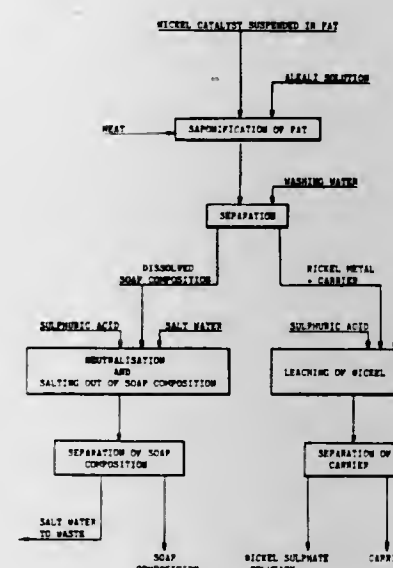 NICKEL CATALYST SUSPENDED IN FAT
ALKALI SOLUTION
HEAT
SAPONIFICATION OF FAT
WASHING WATER
SEPARATION
DISSOLVED
SOAP COMPOSITION
NICKEL METAL
+ CARRIER
SULPHURIC ACID
SALT WATER
SULPHURIC ACID
NEUTRALISATION
AND
SALTING OUT OF SOAP COMPOSITION
LEACHING OF NICKEL
SEPARATION OF SOAP
COMPOSITION
SEPARATION OF
CARRIER
SALT WATER
TO WASTE
SOAP
COMPOSITION
NICKEL SULPHATE